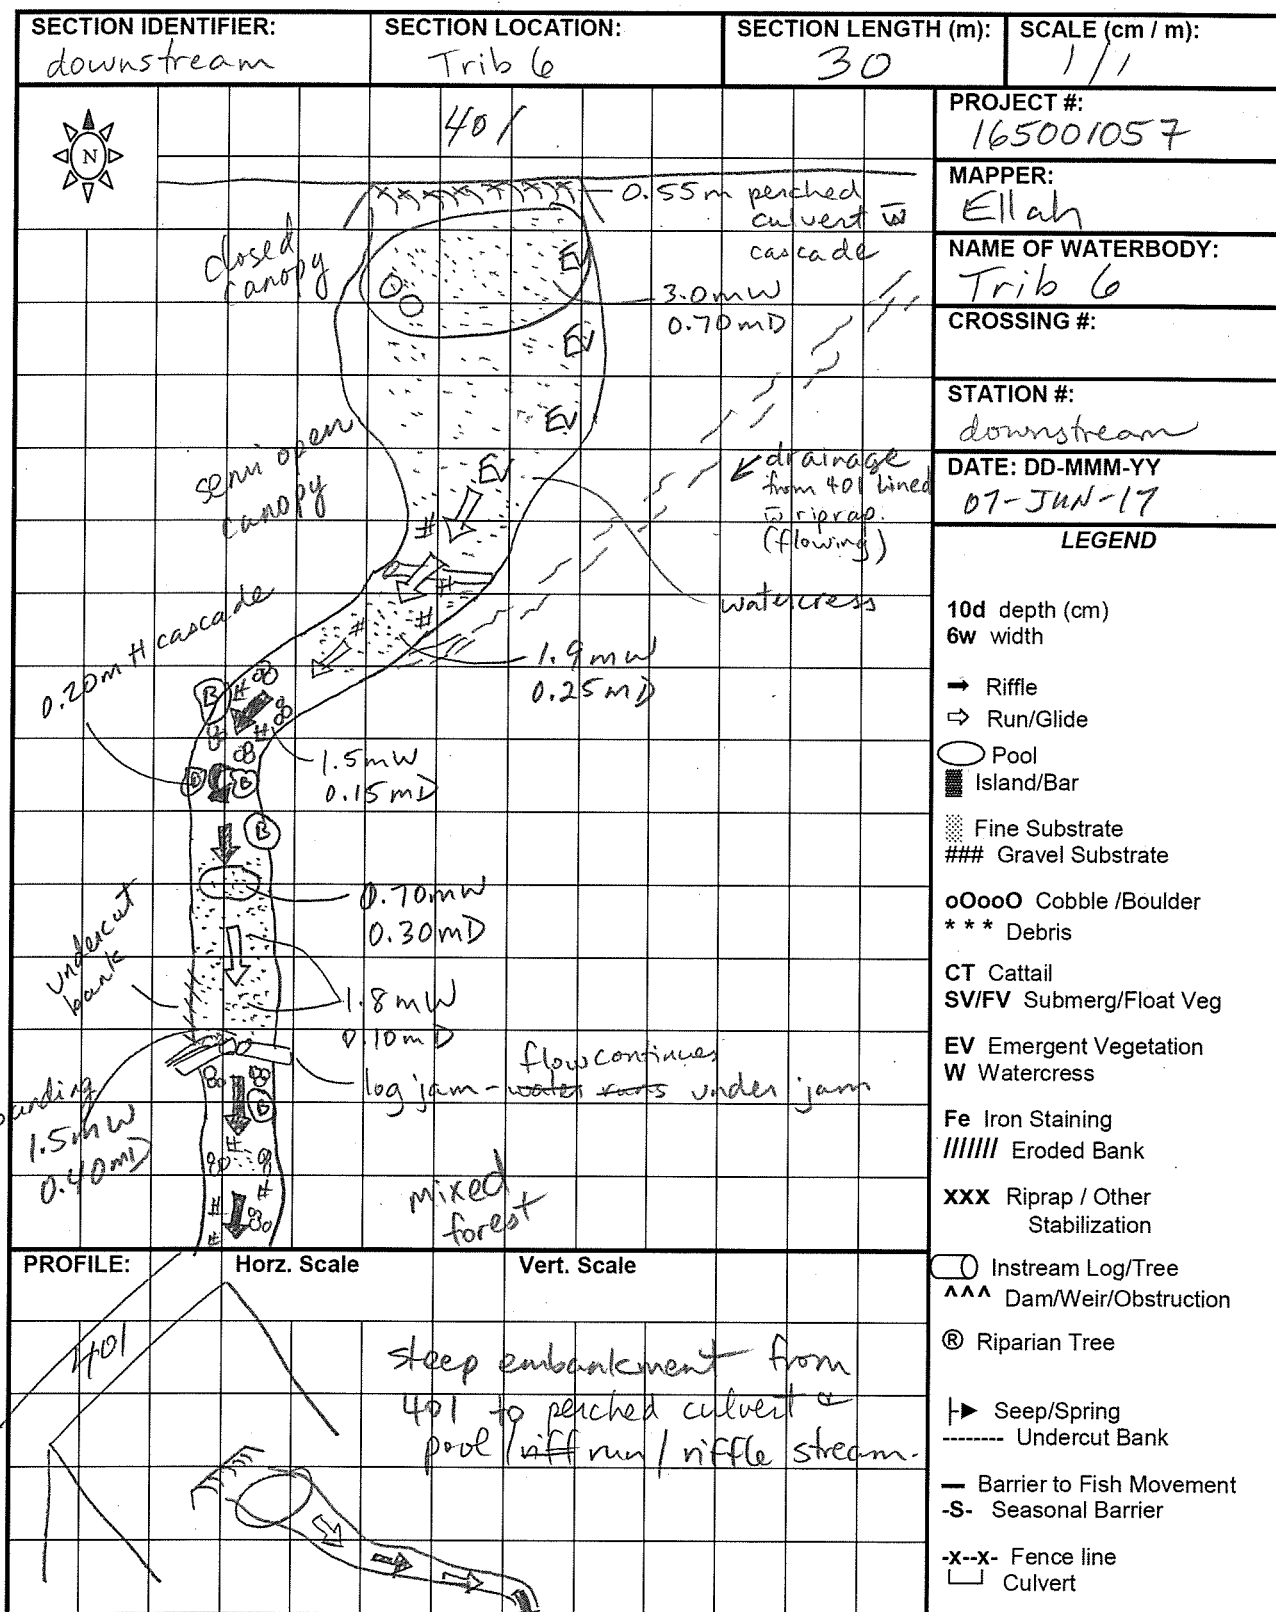 SECTION IDENTIFIER:
downstream
SECTION LOCATION:
Trib 6
SECTION LENGTH (m):
30
SCALE (cm / m):
1/1
PROJECT #:
165001057
MAPPER:
Ellah
NAME OF WATERBODY:
Trib 6
CROSSING #:
STATION #:
downstream
DATE: DD-MMM-YY
07-JUN-17
N
401
0.55m perched
culvert w̅
cascade
closed
canopy
EV
3.0mW
0.70mD
EV
EV
semi open
canopy
EV
drainage
from 401 lined
w̅ riprap.
(flowing)
watercress
1.9mW
0.25mD
0.20m H cascade
B
1.5mW
0.15mD
B
B
0.70mW
0.30mD
undercut
bank
1.8mW
0.10mD
flow continues
log jam - water runs under jam
1.5mW
0.40mD
B
mixed
forest
LEGEND
10d depth (cm)
6w width
Riffle
Run/Glide
Pool
Island/Bar
Fine Substrate
### Gravel Substrate
oOooO Cobble /Boulder
* * * Debris
CT Cattail
SV/FV Submerg/Float Veg
EV Emergent Vegetation
W Watercress
Fe Iron Staining
/////// Eroded Bank
XXX Riprap / Other
Stabilization
Instream Log/Tree
^^^ Dam/Weir/Obstruction
® Riparian Tree
Seep/Spring
-------- Undercut Bank
Barrier to Fish Movement
-S- Seasonal Barrier
-x--x- Fence line
Culvert
PROFILE:
Horz. Scale
Vert. Scale
401
steep embankment from
401 to perched culvert &
pool / riff run / riffle stream.